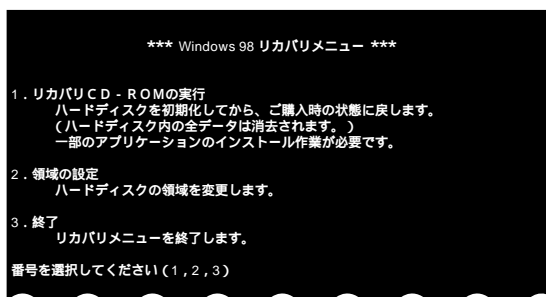 *** Windows 98 リカバリメニュー ***
1．リカバリＣＤ‐ＲＯＭの実行
ハードディスクを初期化してから、ご購入時の状態に戻します。
（ハードディスク内の全データは消去されます。）
一部のアプリケーションのインストール作業が必要です。
2．領域の設定
ハードディスクの領域を変更します。
3．終了
リカバリメニューを終了します。
番号を選択してください（1，2，3）